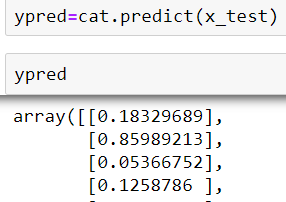 ypred=cat.predict(x_test)
ypred
array([[0.18329689],
[0.85989213],
[0.05366752],
[0.1258786 ],